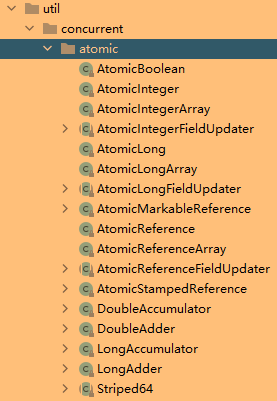 util
concurrent
atomic
AtomicBoolean
AtomicInteger
AtomicIntegerArray
AtomicIntegerFieldUpdater
AtomicLong
AtomicLongArray
AtomicLongFieldUpdater
AtomicMarkableReference
AtomicReference
AtomicReferenceArray
AtomicReferenceFieldUpdater
AtomicStampedReference
DoubleAccumulator
DoubleAdder
LongAccumulator
LongAdder
Striped64